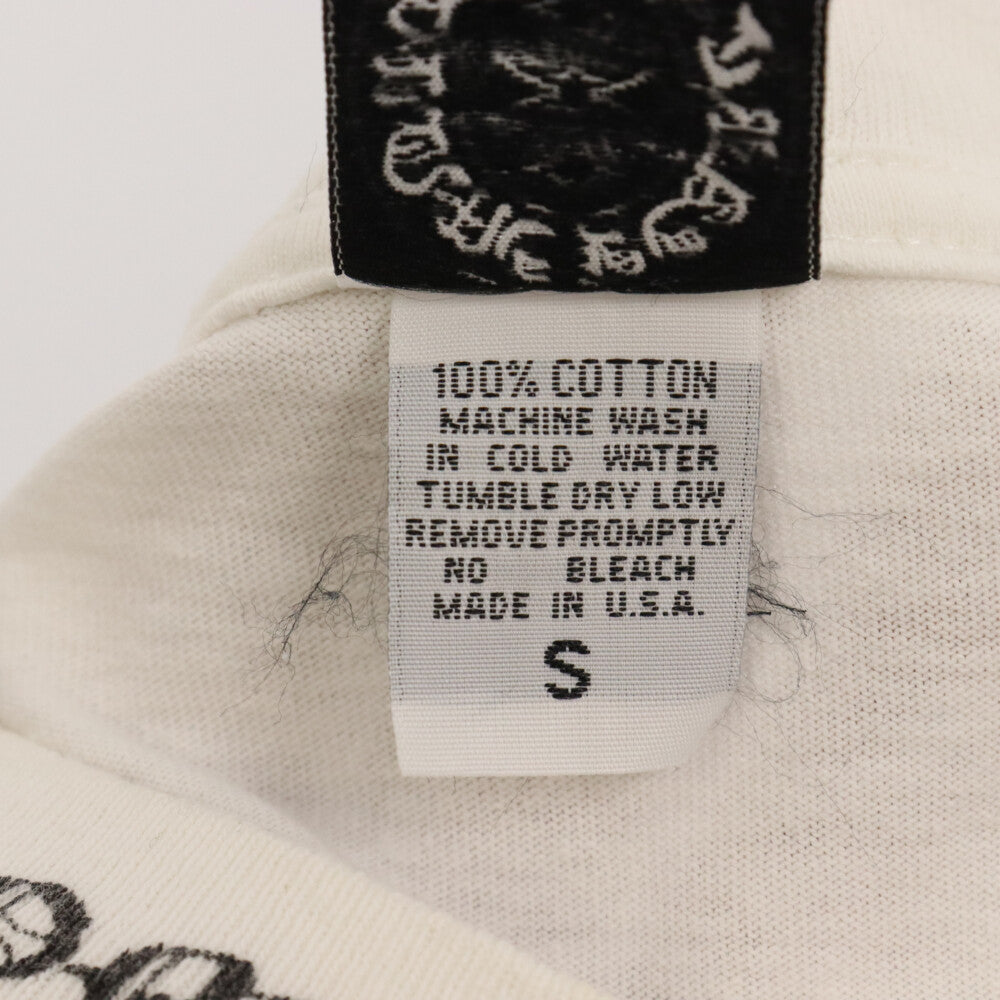 100% COTTON
MACHINE WASH
IN COLD WATER
TUMBLE DRY LOW
REMOVE PROMPTLY
NO BLEACH
MADE IN U.S.A.
S